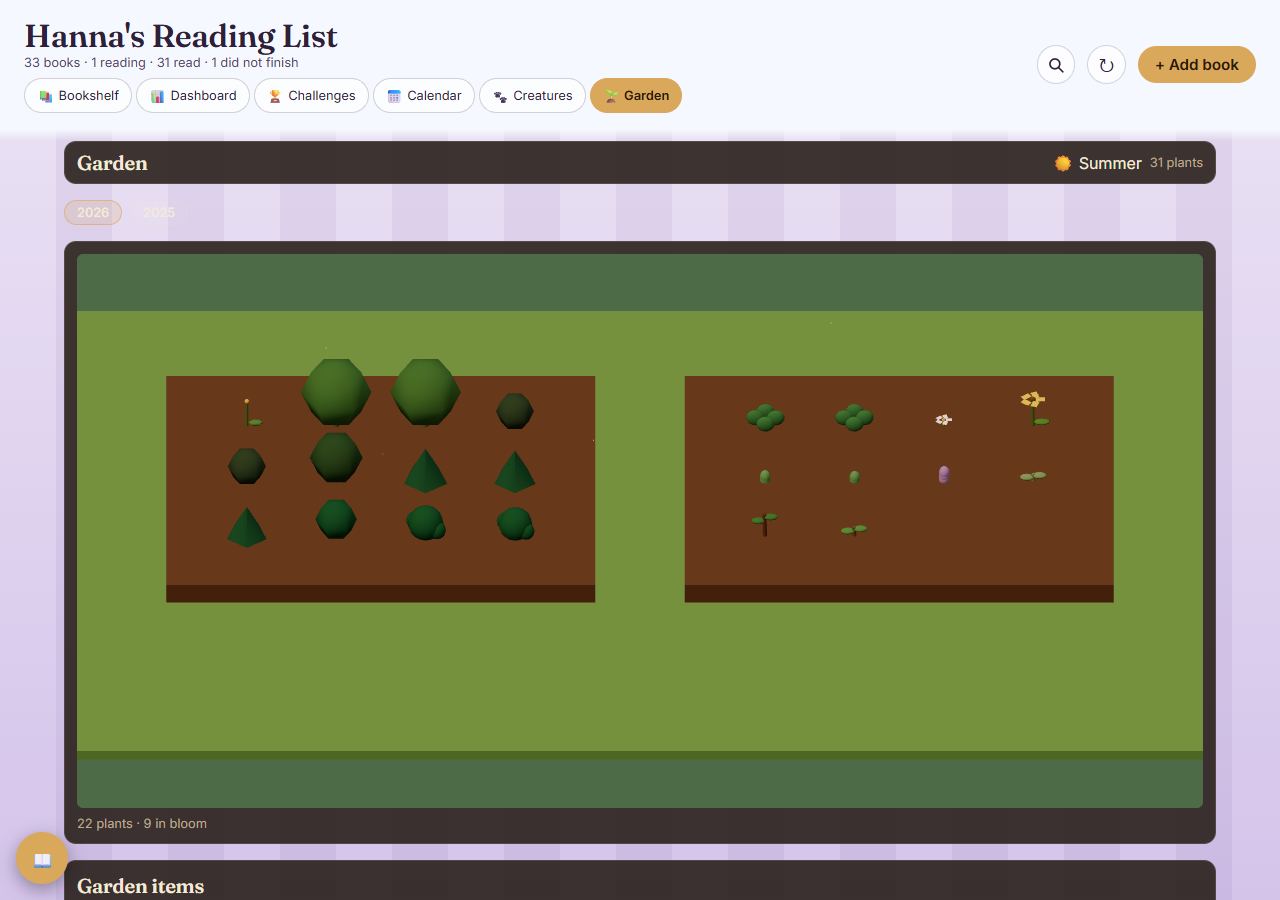 Hanna's Reading List
33 books · 1 reading · 31 read · 1 did not finish
Bookshelf
Dashboard
Challenges
Calendar
Creatures
Garden
+ Add book
Garden
Summer
31 plants
2026
2025
22 plants · 9 in bloom
Garden items